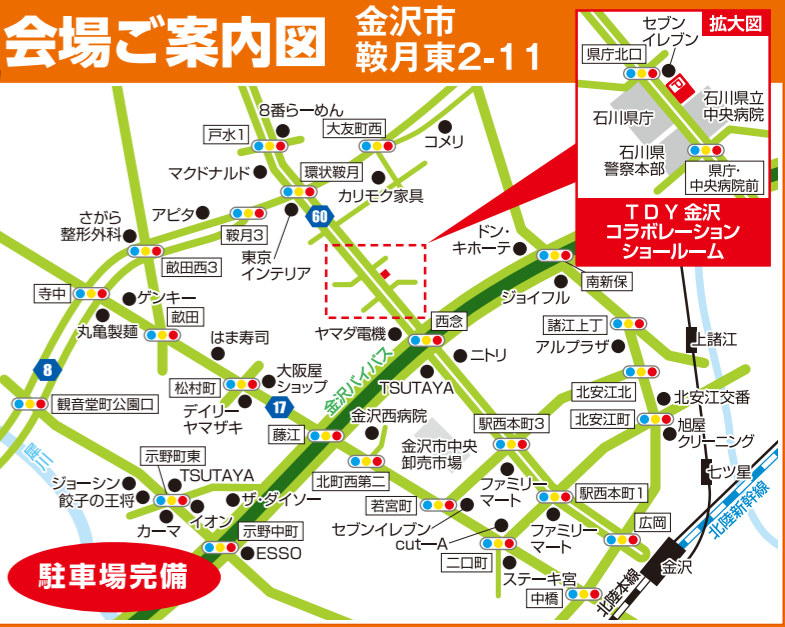 会場ご案内図
金沢市
鞍月東2-11
拡大図
セブン
イレブン
県庁北口
P
石川県庁
石川県立
中央病院
石川県
警察本部
県庁・
中央病院前
TDY金沢
コラボレーション
ショールーム
8番らーめん
戸水1
大友町西
コメリ
マクドナルド
環状鞍月
カリモク家具
アピタ
60
さがら
整形外科
鞍月3
東京
インテリア
ドン・
キホーテ
畝田西3
南新保
寺中
ゲンキー
ジョイフル
丸亀製麺
畝田
はま寿司
ヤマダ電機
西念
諸江上丁
アルプラザ
上諸江
ニトリ
8
松村町
大阪屋
ショップ
金沢バイパス
TSUTAYA
北安江北
北安江交番
観音堂町公園口
デイリー
ヤマザキ
17
金沢西病院
駅西本町3
北安江町
旭屋
クリーニング
藤江
金沢市中央
卸売市場
犀川
示野町東
TSUTAYA
北町西第二
七ツ星
ジョーシン
餃子の王将
ザ・ダイソー
ファミリー
マート
駅西本町1
北陸新幹線
カーマ
イオン
若宮町
セブンイレブン
cut-A
ファミリー
マート
広岡
示野中町
ESSO
二口町
ステーキ宮
金沢
中橋
北陸本線
駐車場完備